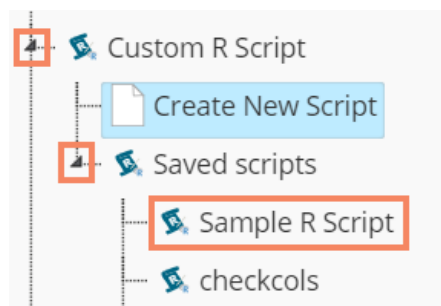 Custom R Script
Create New Script
Saved scripts
Sample R Script
checkcols